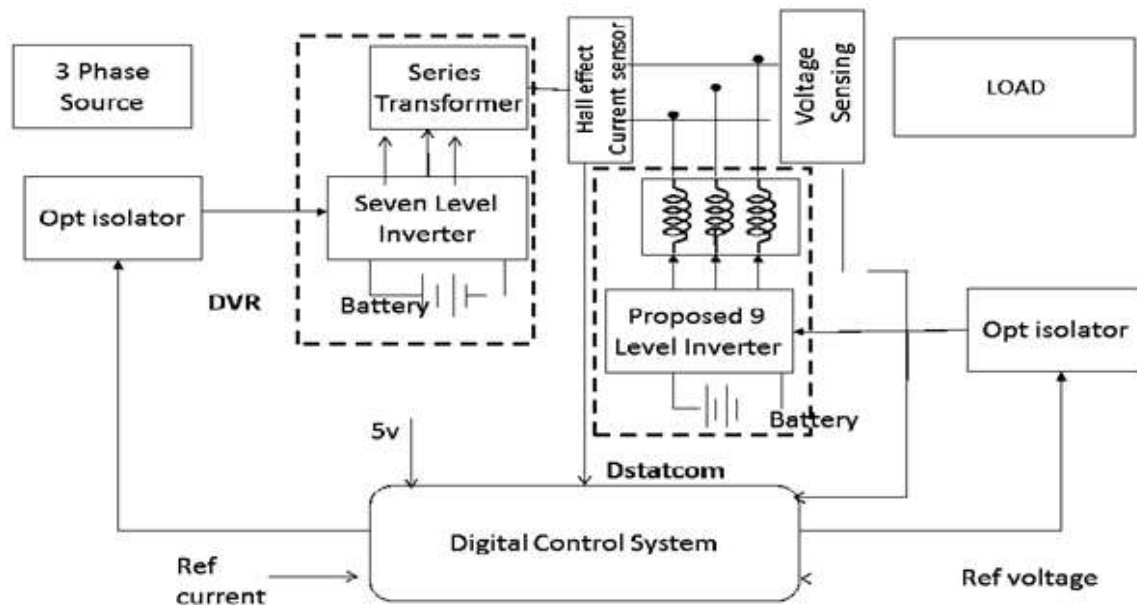 3 Phase
Source
Series
Transformer
Hall effect
Current sensor
Voltage
Sensing
LOAD
Opt isolator
Seven Level
Inverter
DVR
Battery
Proposed 9
Level Inverter
Opt isolator
Battery
5v
Dstatcom
Digital Control System
Ref
current
Ref voltage